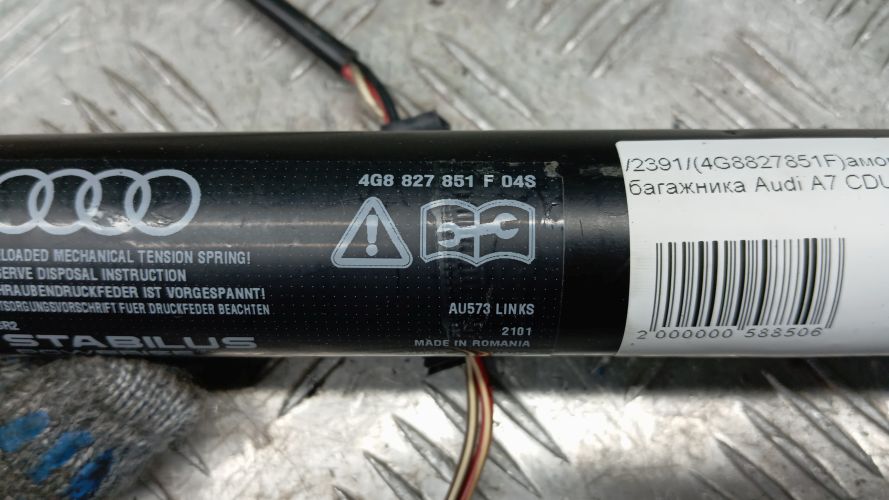 4G8 827 851 F 04S
LOADED MECHANICAL TENSION SPRING!
SERVE DISPOSAL INSTRUCTION
HRAUBENDRUCKFEDER IST VORGESPANNT!
TSORGUNGSVORSCHRIFT FUER DRUCKFEDER BEACHTEN
STABILUS
AU573 LINKS
2101
MADE IN ROMANIA
/2391/(4G8827851F)амо
багажника Audi A7 CDU
2 000000 588506